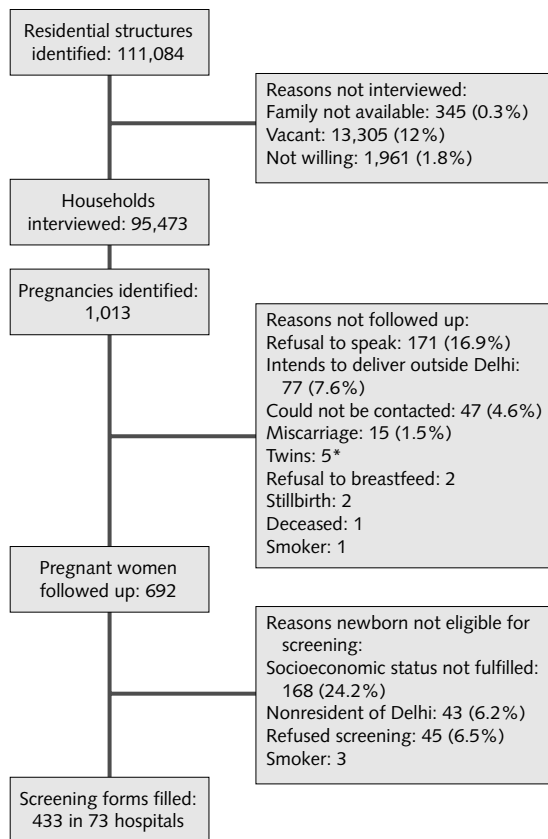 Residential structures
identified: 111,084
Reasons not interviewed:
Family not available: 345 (0.3%)
Vacant: 13,305 (12%)
Not willing: 1,961 (1.8%)
Households
interviewed: 95,473
Pregnancies identified:
1,013
Reasons not followed up:
Refusal to speak: 171 (16.9%)
Intends to deliver outside Delhi:
77 (7.6%)
Could not be contacted: 47 (4.6%)
Miscarriage: 15 (1.5%)
Twins: 5*
Refusal to breastfeed: 2
Stillbirth: 2
Deceased: 1
Smoker: 1
Pregnant women
followed up: 692
Reasons newborn not eligible for
screening:
Socioeconomic status not fulfilled:
168 (24.2%)
Nonresident of Delhi: 43 (6.2%)
Refused screening: 45 (6.5%)
Smoker: 3
Screening forms filled:
433 in 73 hospitals